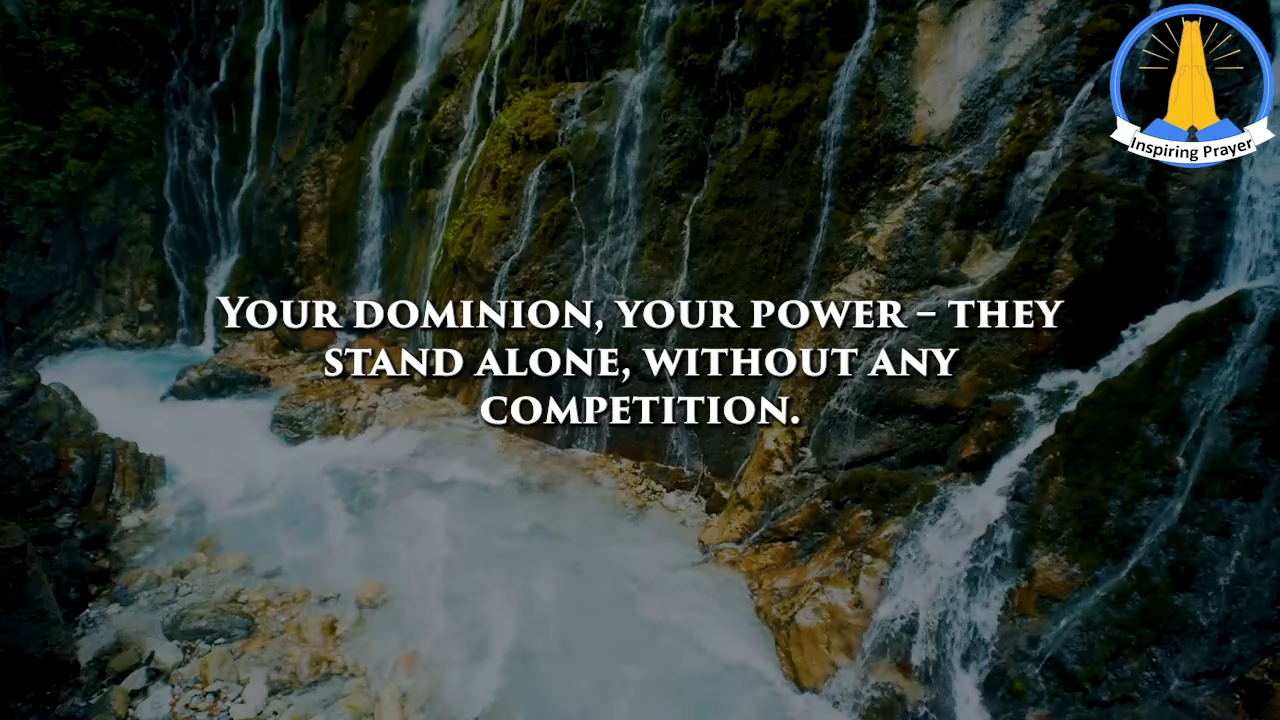 Inspiring Prayer
Your dominion, your power – they
stand alone, without any
competition.